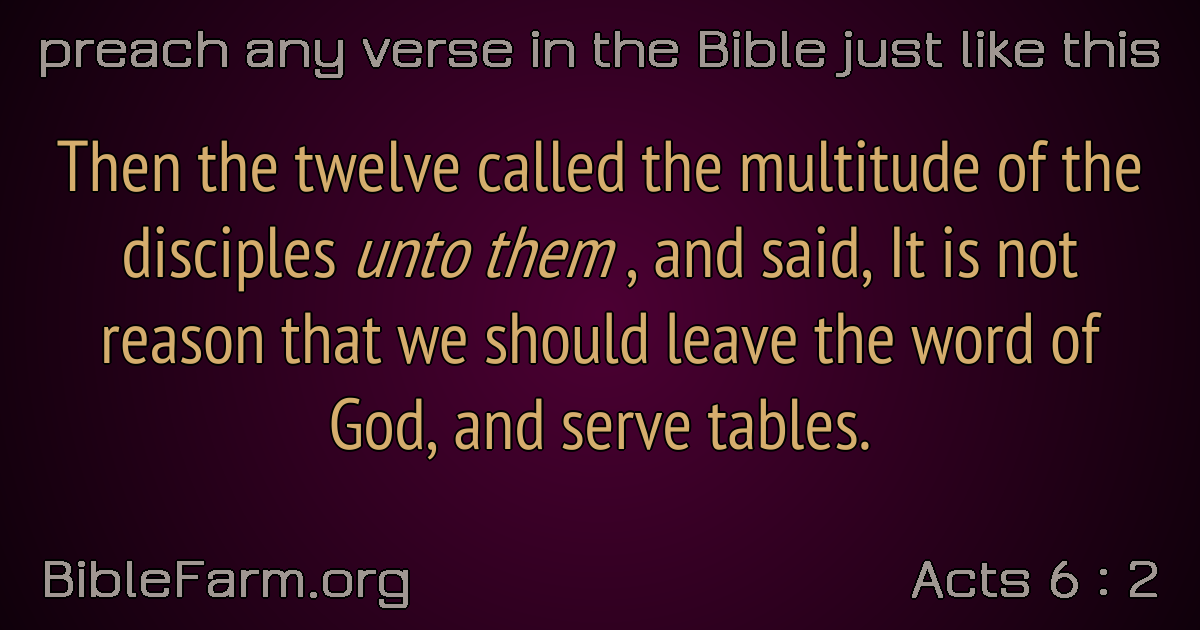 preach any verse in the Bible just like this
Then the twelve called the multitude of the
disciples unto them , and said, It is not
reason that we should leave the word of
God, and serve tables.
BibleFarm.org
Acts 6 : 2